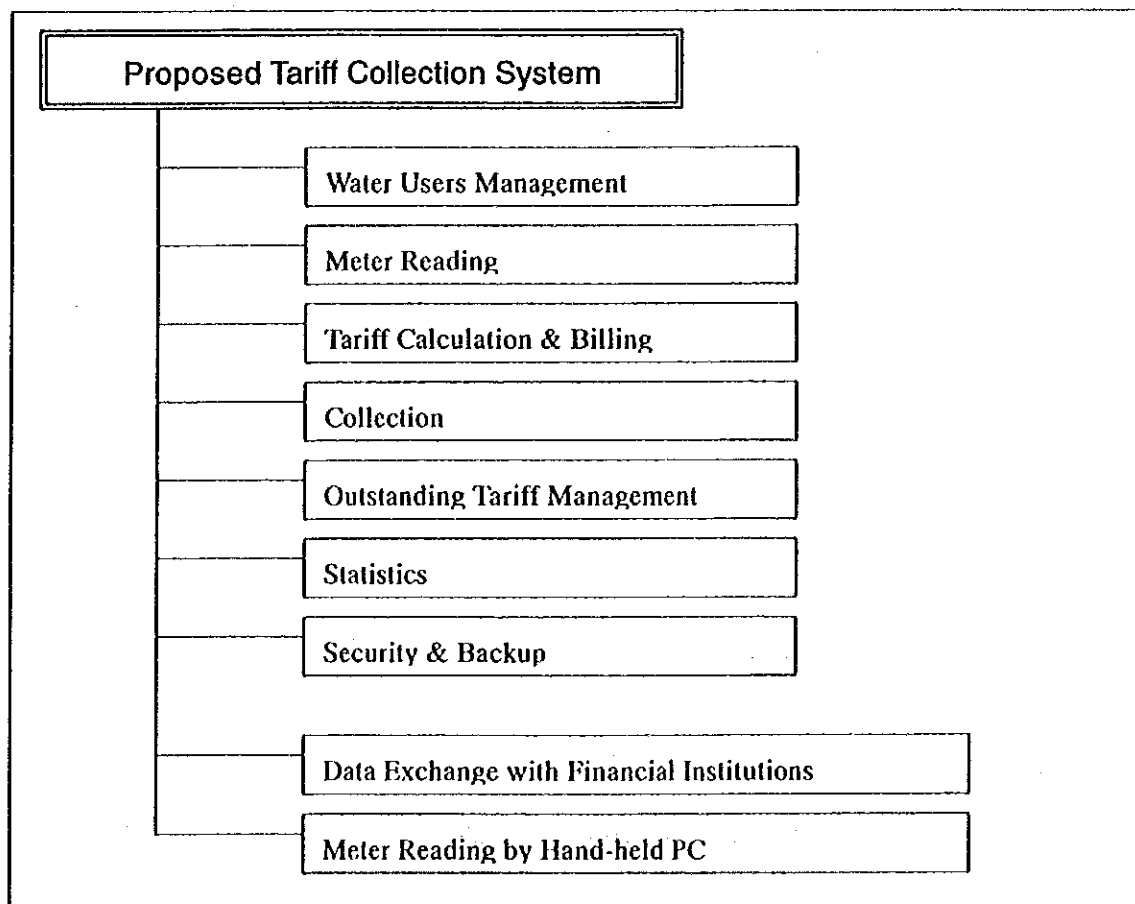 Proposed Tariff Collection System
Water Users Management
Meter Reading
Tariff Calculation & Billing
Collection
Outstanding Tariff Management
Statistics
Security & Backup
Data Exchange with Financial Institutions
Meter Reading by Hand-held PC